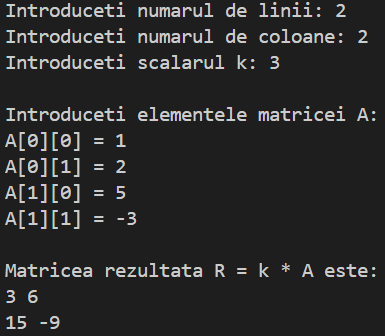 Introduceti numarul de linii: 2
Introduceti numarul de coloane: 2
Introduceti scalarul k: 3
Introduceti elementele matricei A:
A[0][0] = 1
A[0][1] = 2
A[1][0] = 5
A[1][1] = -3
Matricea rezultata R = k * A este:
3 6
15 -9